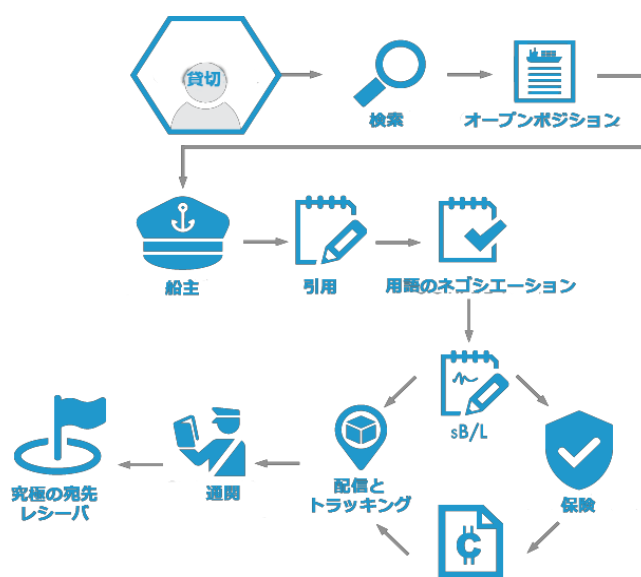 貸切
検索
オープンポジション
船主
引用
用語のネゴシエーション
sB/L
究極の宛先
レシーバ
通関
配信と
トラッキング
保険
₵